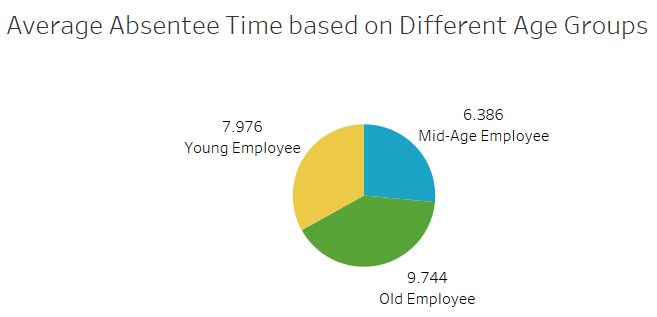 Average Absentee Time based on Different Age Groups
6.386
Mid-Age Employee
7.976
Young Employee
9.744
Old Employee